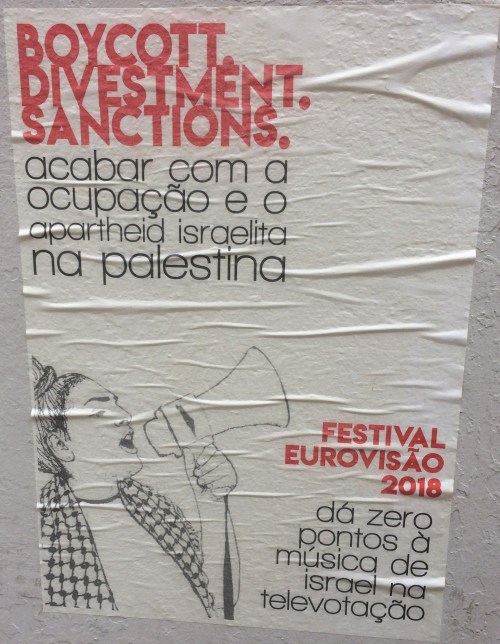 BOYCOTT.
DIVESTMENT.
SANCTIONS.
acabar com a
ocupação e o
apartheid israelita
na palestina
FESTIVAL
EUROVISÃO
2018
dá zero
pontos à
música de
israel na
televotação